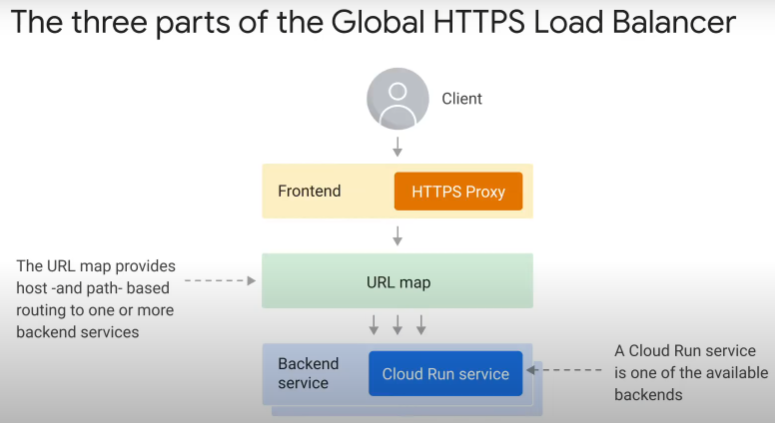 The three parts of the Global HTTPS Load Balancer
Client
Frontend
HTTPS Proxy
The URL map provides
host -and path- based
routing to one or more
backend services
URL map
Backend
service
Cloud Run service
A Cloud Run service
is one of the available
backends